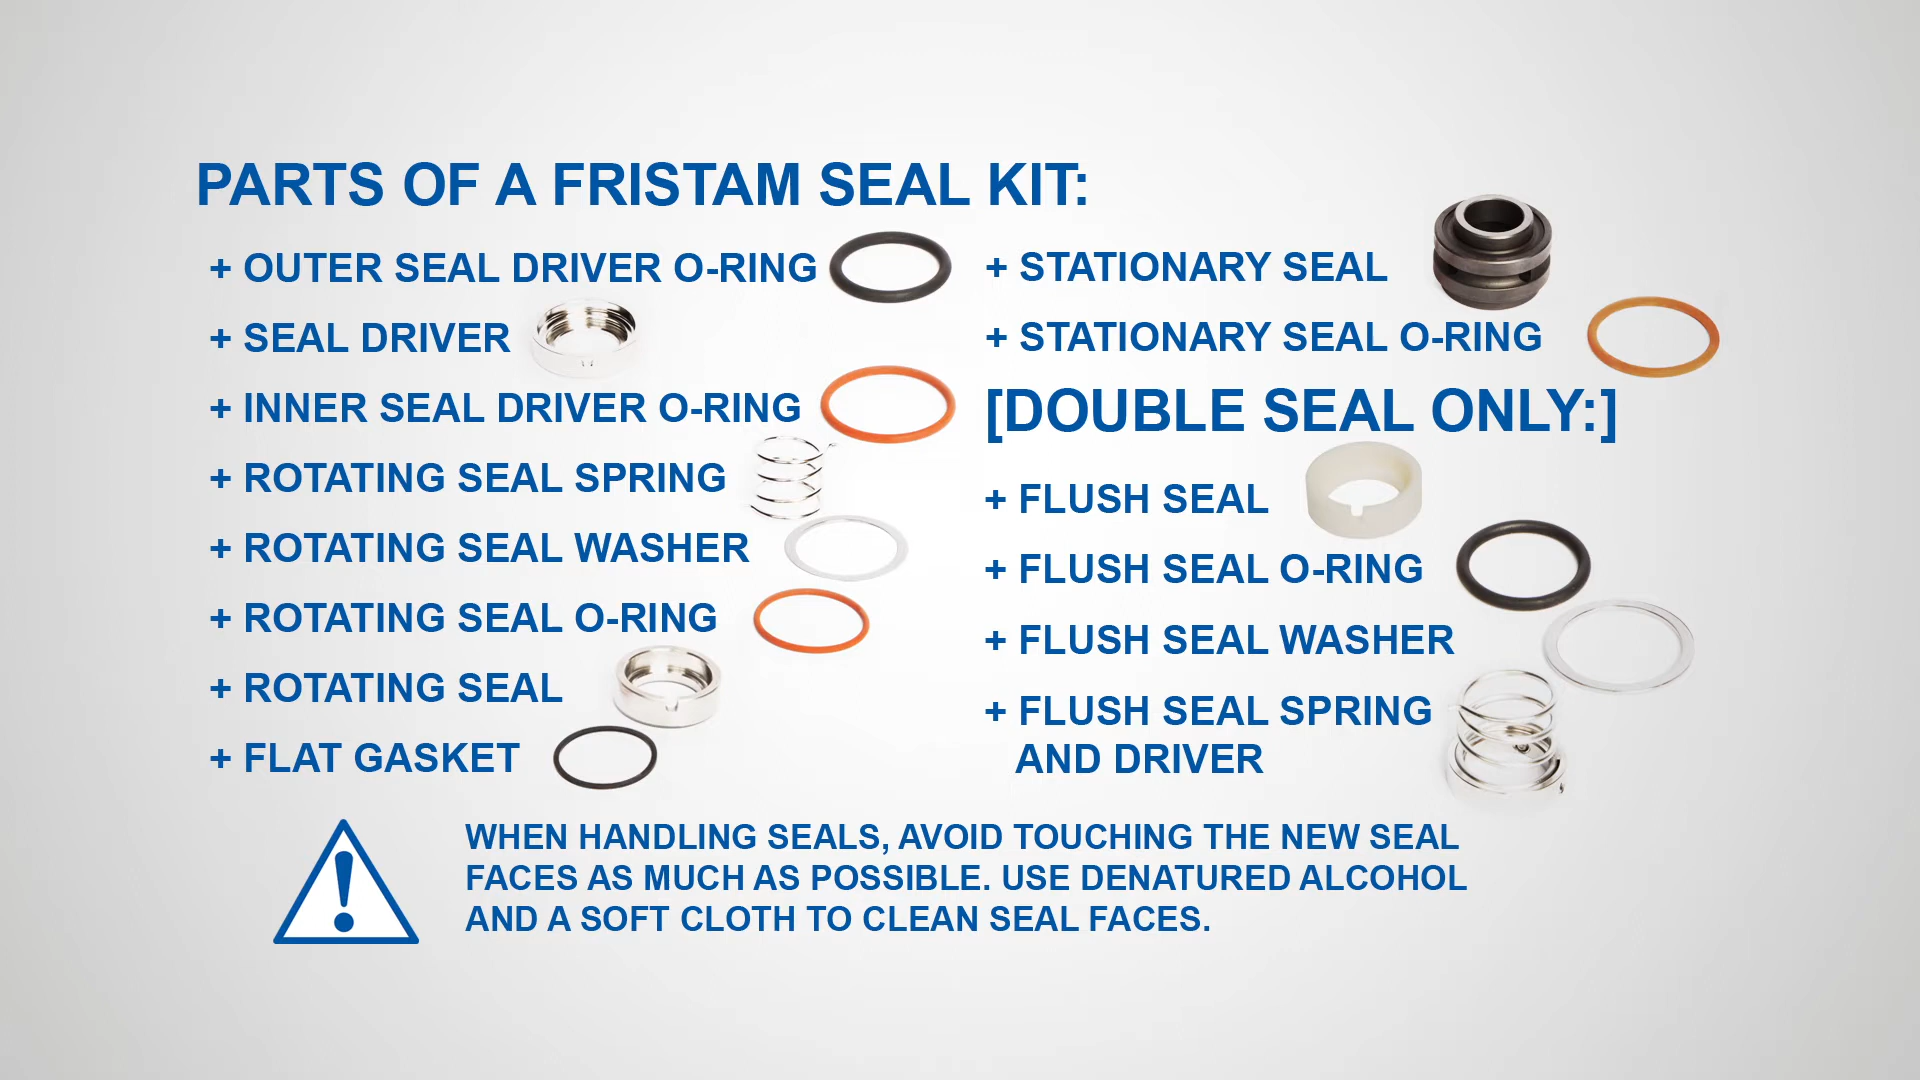 PARTS OF A FRISTAM SEAL KIT:
+ OUTER SEAL DRIVER O-RING
+ SEAL DRIVER
+ INNER SEAL DRIVER O-RING
+ ROTATING SEAL SPRING
+ ROTATING SEAL WASHER
+ ROTATING SEAL O-RING
+ ROTATING SEAL
+ FLAT GASKET
+ STATIONARY SEAL
+ STATIONARY SEAL O-RING
[DOUBLE SEAL ONLY:]
+ FLUSH SEAL
+ FLUSH SEAL O-RING
+ FLUSH SEAL WASHER
+ FLUSH SEAL SPRING
AND DRIVER
WHEN HANDLING SEALS, AVOID TOUCHING THE NEW SEAL
FACES AS MUCH AS POSSIBLE. USE DENATURED ALCOHOL
AND A SOFT CLOTH TO CLEAN SEAL FACES.